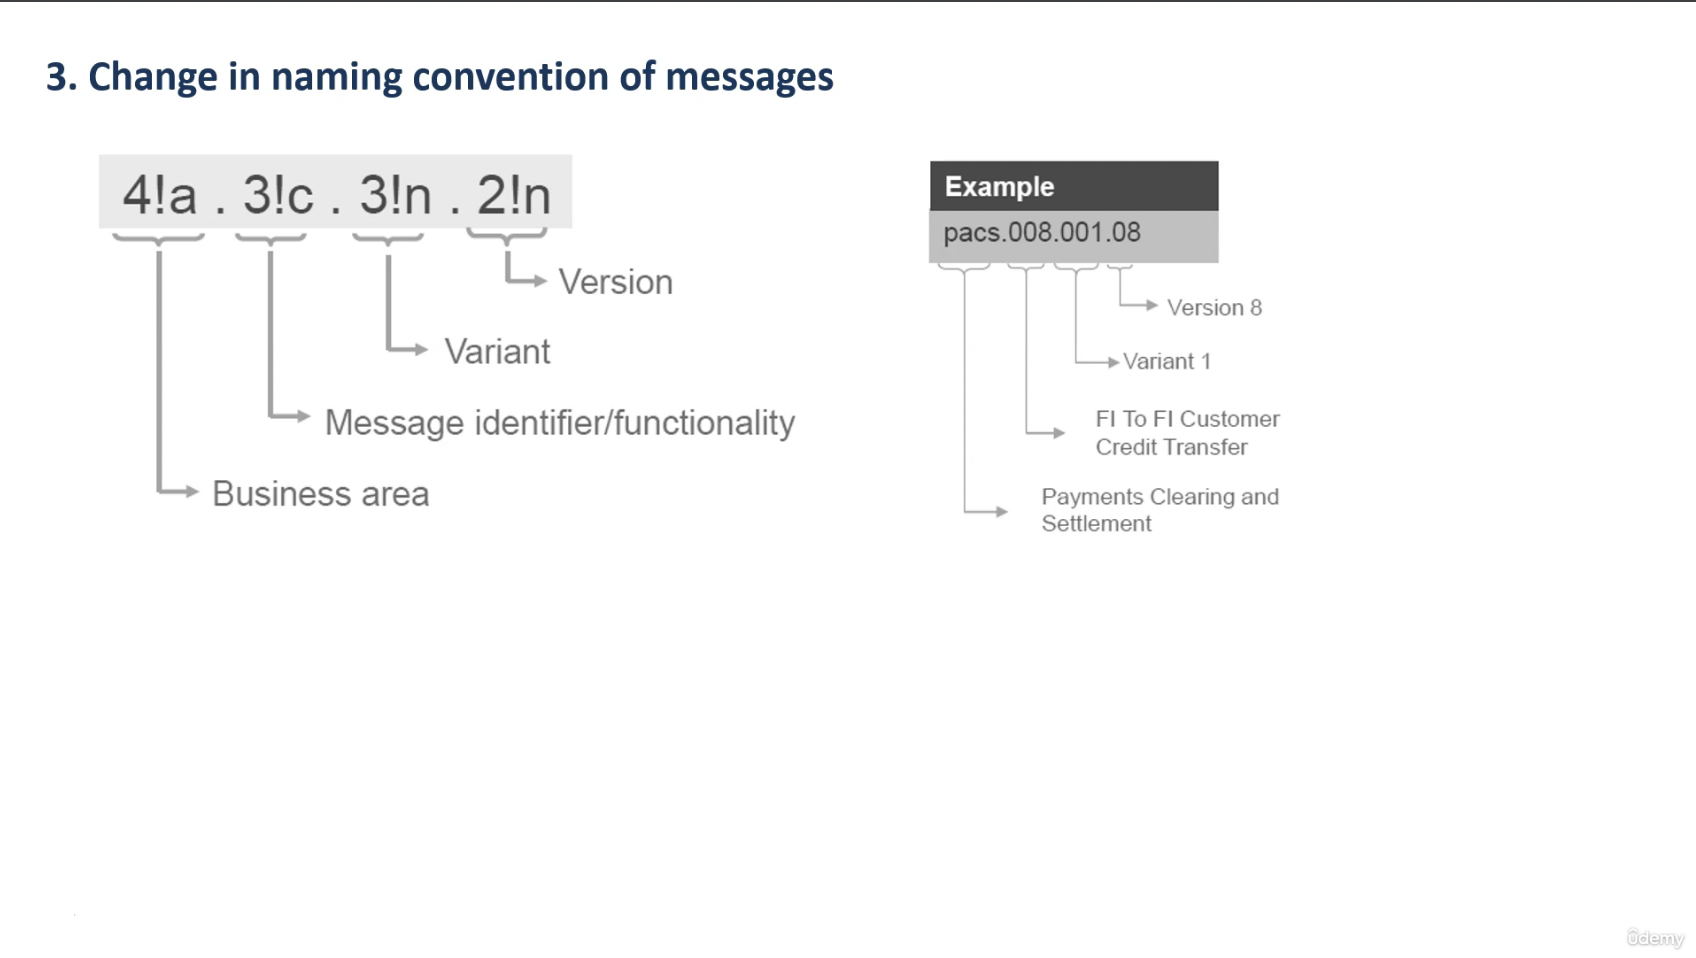 3. Change in naming convention of messages
4!a . 3!c . 3!n . 2!n
Version
Variant
Message identifier/functionality
Business area
Example
pacs.008.001.08
Version 8
Variant 1
FI To FI Customer
Credit Transfer
Payments Clearing and
Settlement
ûdemy